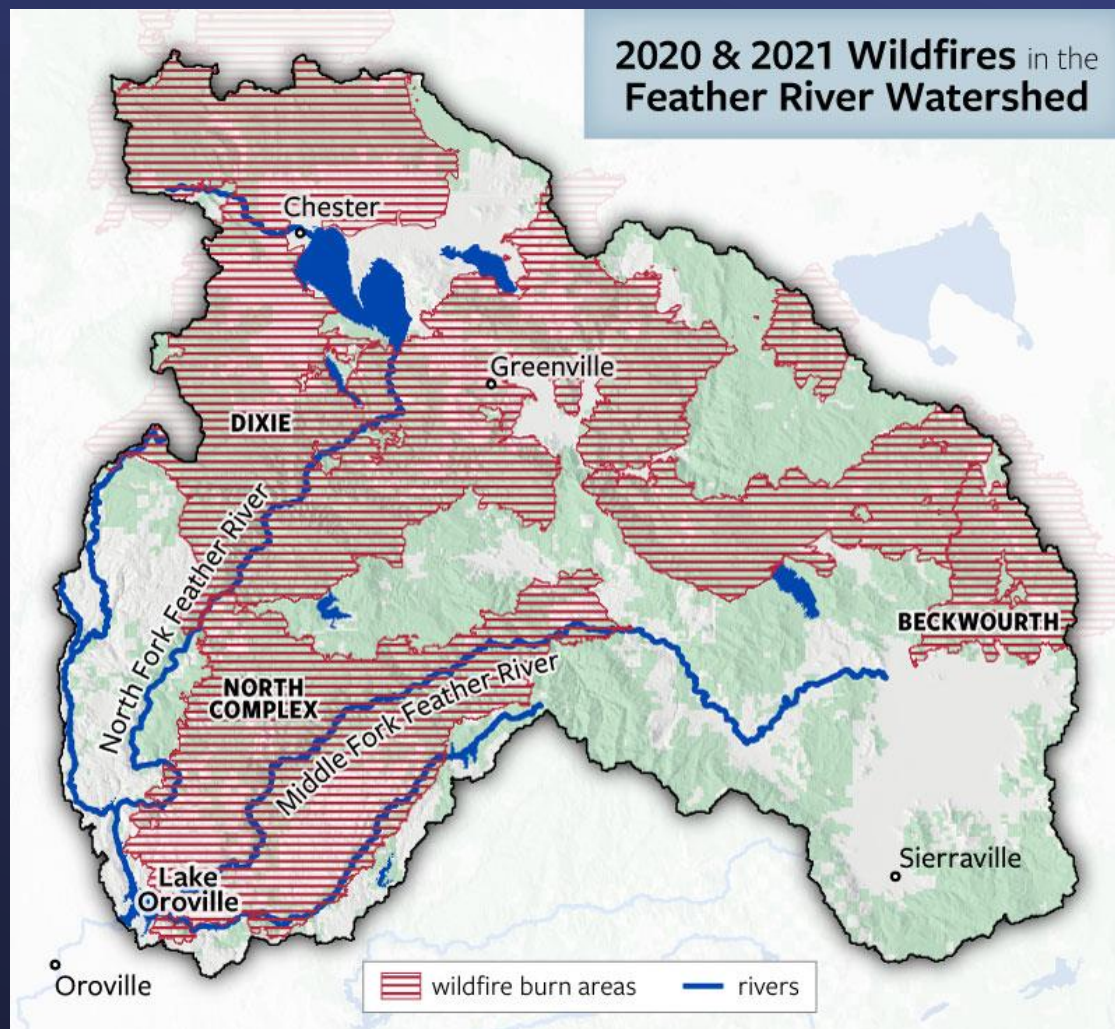 2020 & 2021 Wildfires in the
Feather River Watershed
Chester
Greenville
DIXIE
North Fork Feather River
BECKWOURTH
NORTH
COMPLEX
Middle Fork Feather River
Sierraville
Lake
Oroville
Oroville
wildfire burn areas
rivers